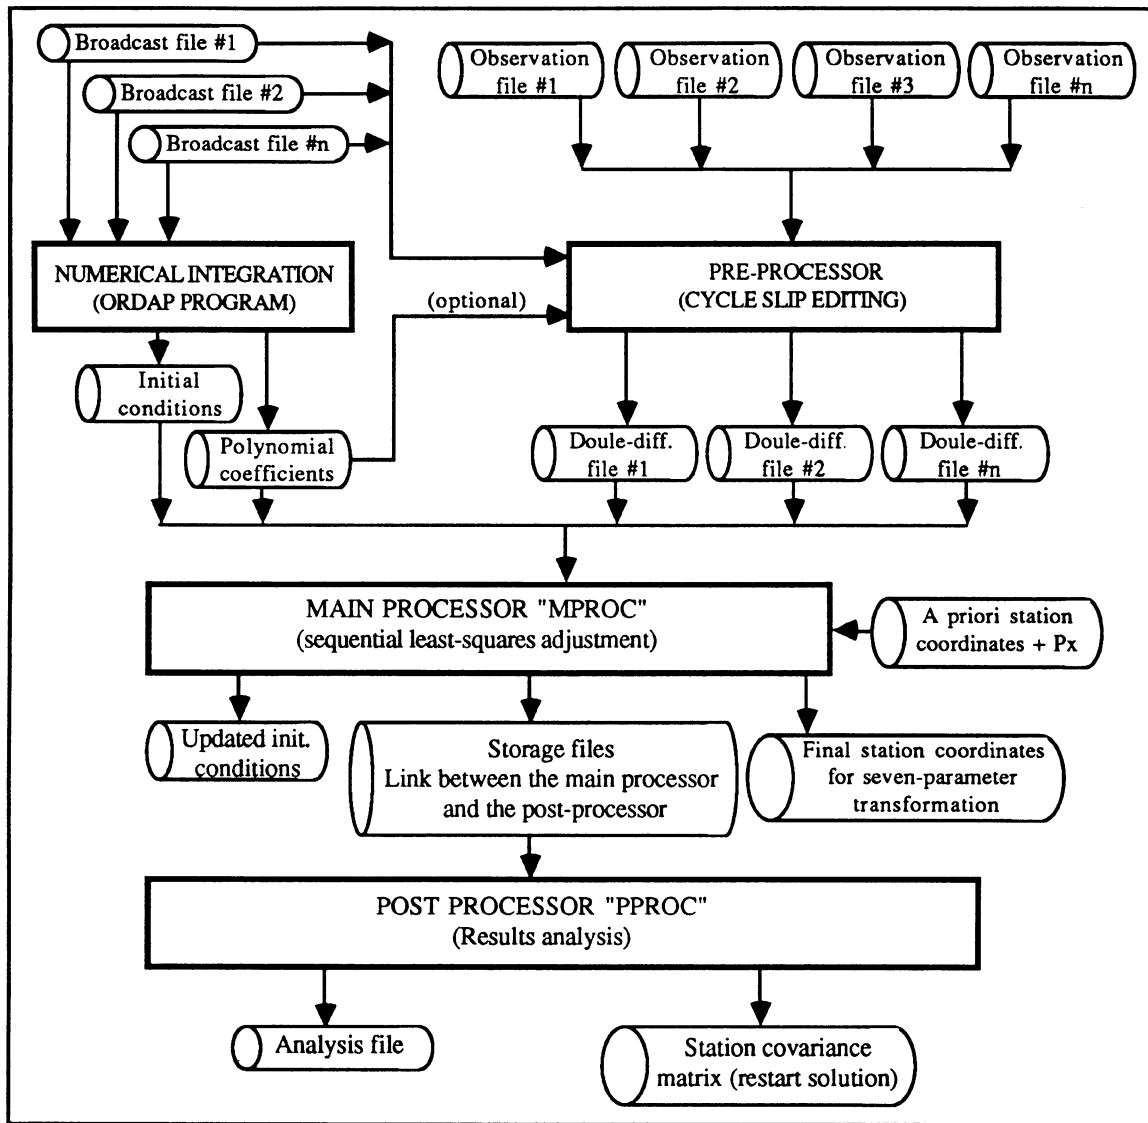 Broadcast file #1
Broadcast file #2
Broadcast file #n
Observation
file #1
Observation
file #2
Observation
file #3
Observation
file #n
NUMERICAL INTEGRATION
(ORDAP PROGRAM)
(optional)
PRE-PROCESSOR
(CYCLE SLIP EDITING)
Initial
conditions
Polynomial
coefficients
Doule-diff.
file #1
Doule-diff.
file #2
Doule-diff.
file #n
MAIN PROCESSOR "MPROC"
(sequential least-squares adjustment)
A priori station
coordinates + Px
Updated init.
conditions
Storage files
Link between the main processor
and the post-processor
Final station coordinates
for seven-parameter
transformation
POST PROCESSOR "PPROC"
(Results analysis)
Analysis file
Station covariance
matrix (restart solution)